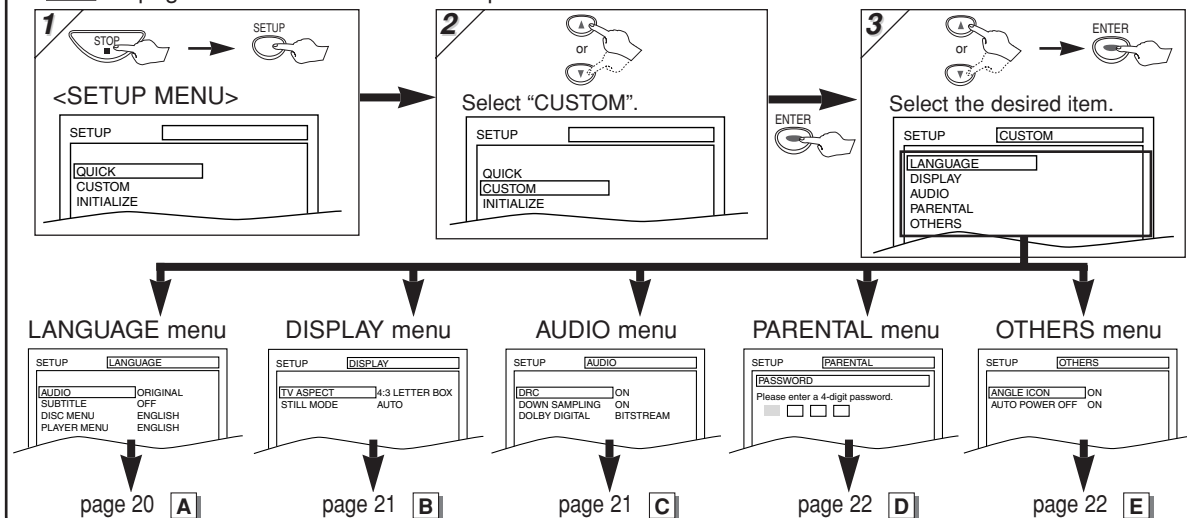 1
STOP
SETUP
<SETUP MENU>
SETUP
QUICK
CUSTOM
INITIALIZE
2
or
Select “CUSTOM”.
SETUP
QUICK
CUSTOM
INITIALIZE
ENTER
3
or
ENTER
Select the desired item.
SETUP CUSTOM
LANGUAGE
DISPLAY
AUDIO
PARENTAL
OTHERS
LANGUAGE menu
SETUP LANGUAGE
AUDIO ORIGINAL
SUBTITLE OFF
DISC MENU ENGLISH
PLAYER MENU ENGLISH
page 20 A
DISPLAY menu
SETUP DISPLAY
TV ASPECT 4:3 LETTER BOX
STILL MODE AUTO
page 21 B
AUDIO menu
SETUP AUDIO
DRC ON
DOWN SAMPLING ON
DOLBY DIGITAL BITSTREAM
page 21 C
PARENTAL menu
SETUP PARENTAL
PASSWORD
Please enter a 4-digit password.
page 22 D
OTHERS menu
SETUP OTHERS
ANGLE ICON ON
AUTO POWER OFF ON
page 22 E